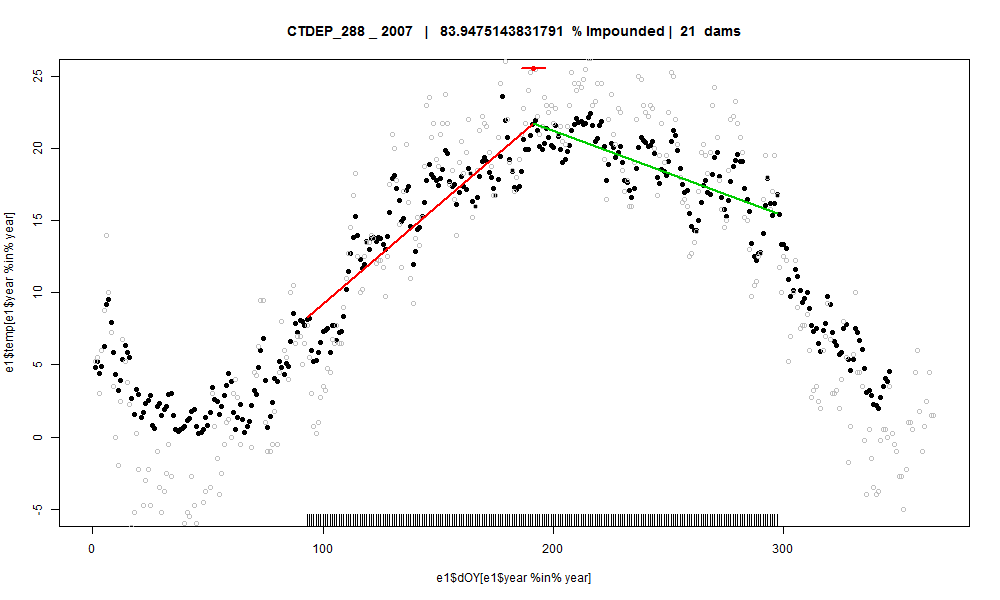 CTDEP_288 _ 2007 | 83.9475143831791 % Impounded | 21 dams
25
20
15
10
5
0
-5
e1$temp[e1$year %in% year]
0 100 200 300
e1$dOY[e1$year %in% year]